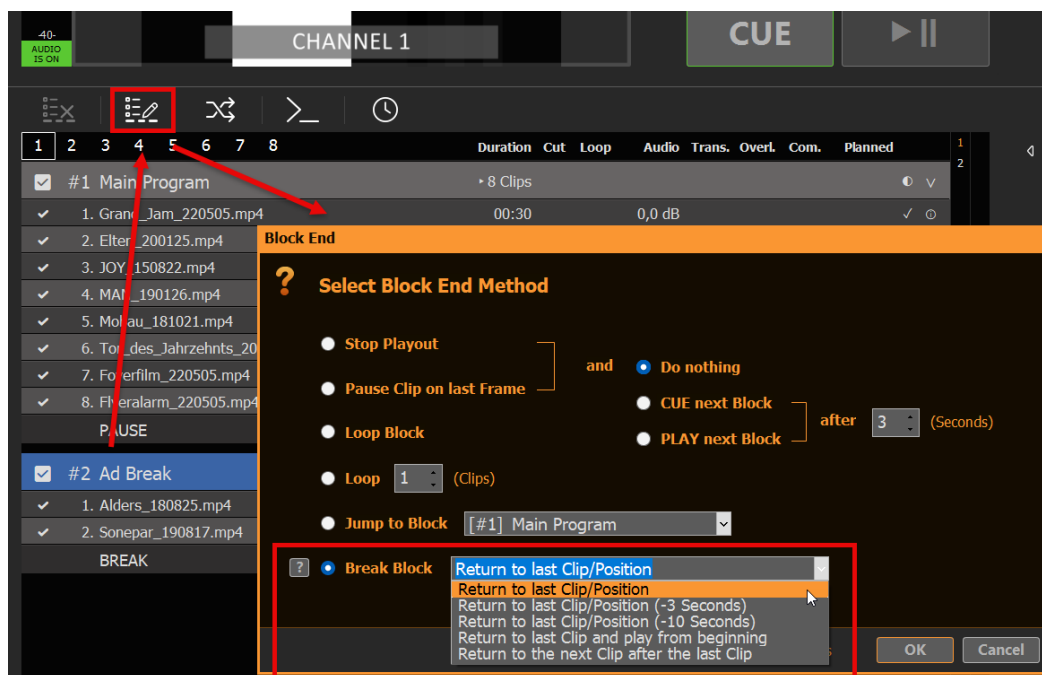 -40-
AUDIO
IS ON
CHANNEL 1
CUE
1 2 3 4 5 6 7 8 Duration Cut Loop Audio Trans. Overl. Com. Planned
1
2
#1 Main Program 8 Clips
1. Grand_Jam_220505.mp4 00:30 0,0 dB
2. Elten_200125.mp4
3. JOY_150822.mp4
4. MAN_190126.mp4
5. _181021.mp4
6. Tor_des_Jahrzehnts_20
7. Foyerfilm_220505.mp4
8. Flyeralarm_220505.mp4
PAUSE
#2 Ad Break
1. Alders_180825.mp4
2. Sonepar_190817.mp4
BREAK
Block End
? Select Block End Method
Stop Playout
Pause Clip on last Frame
and
Do nothing
CUE next Block
PLAY next Block
after 3 (Seconds)
Loop Block
Loop 1 (Clips)
Jump to Block [#1] Main Program
? Break Block Return to last Clip/Position
Return to last Clip/Position
Return to last Clip/Position (-3 Seconds)
Return to last Clip/Position (-10 Seconds)
Return to last Clip and play from beginning
Return to the next Clip after the last Clip
OK Cancel